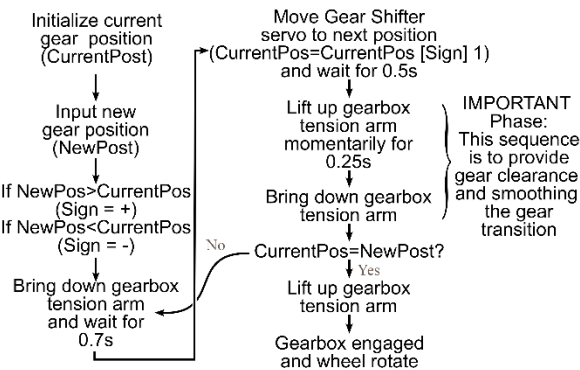 Initialize current
gear position
(CurrentPost)
Input new
gear position
(NewPost)
If NewPos>CurrentPos
(Sign = +)
If NewPos<CurrentPos
(Sign = -)
Bring down gearbox
tension arm
and wait for
0.7s
Move Gear Shifter
servo to next position
(CurrentPos=CurrentPos [Sign] 1)
and wait for 0.5s
Lift up gearbox
tension arm
momentarily for
0.25s
Bring down gearbox
tension arm
CurrentPos=NewPost?
No
Yes
Lift up gearbox
tension arm
Gearbox engaged
and wheel rotate
IMPORTANT
Phase:
This sequence
is to provide
gear clearance
and smoothing
the gear
transition